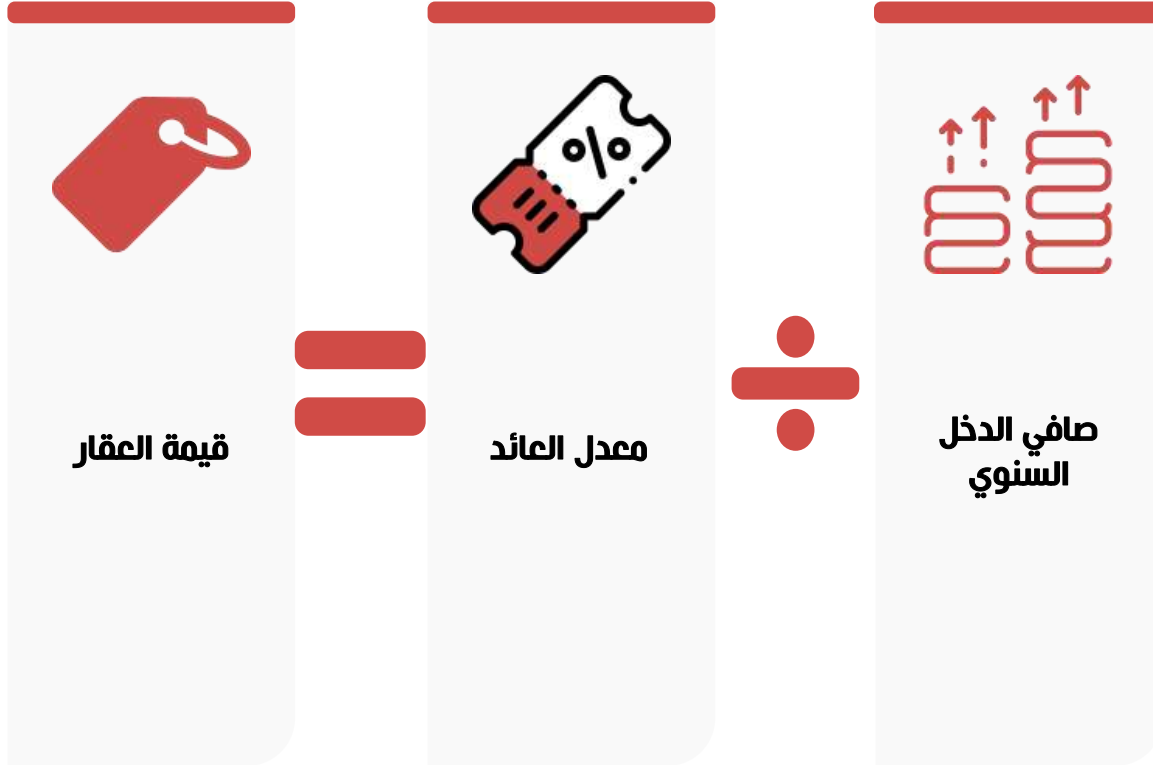 صافي الدخل
السنوي
÷
معدل العائد
=
قيمة العقار
%